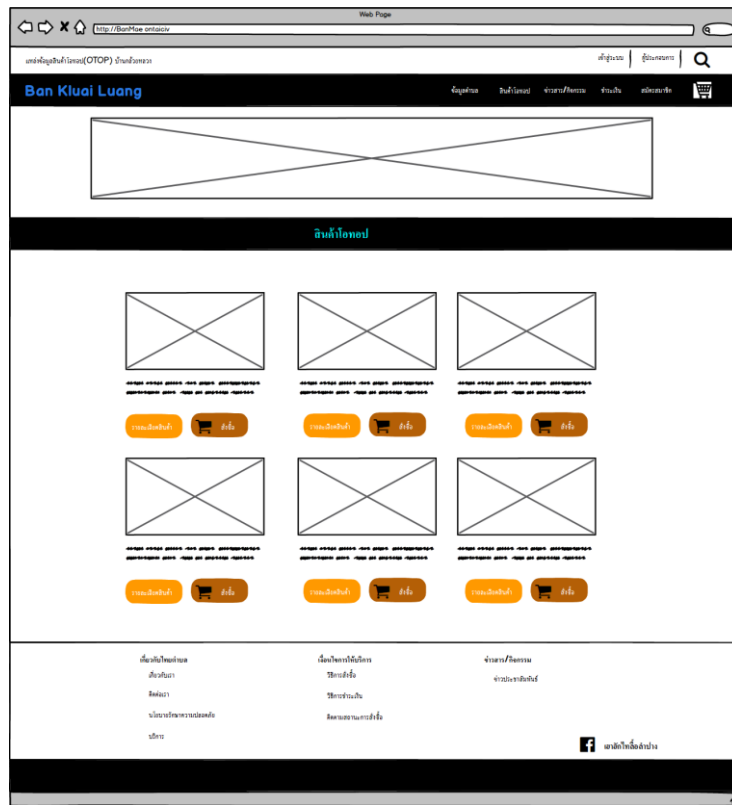 Web Page
http://BanMae ontaiciv
แหล่งข้อมูลสินค้าโอทอป(OTOP) บ้านกล้วยหลวง
เข้าสู่ระบบ
ผู้ประกอบการ
Ban Kluai Luang
ข้อมูลตำบล
สินค้าโอทอป
ข่าวสาร/กิจกรรม
ชำระเงิน
สมัครสมาชิก
สินค้าโอทอป
รายละเอียดสินค้า สั่งซื้อ รายละเอียดสินค้า สั่งซื้อ รายละเอียดสินค้า สั่งซื้อ
รายละเอียดสินค้า สั่งซื้อ รายละเอียดสินค้า สั่งซื้อ รายละเอียดสินค้า สั่งซื้อ
เกี่ยวกับไทยตำบล
เกี่ยวกับเรา
ติดต่อเรา
นโยบายรักษาความปลอดภัย
บริการ
เงื่อนไขการให้บริการ
วิธีการสั่งซื้อ
วิธีการชำระเงิน
ติดตามสถานะการสั่งซื้อ
ข่าวสาร/กิจกรรม
ข่าวประชาสัมพันธ์